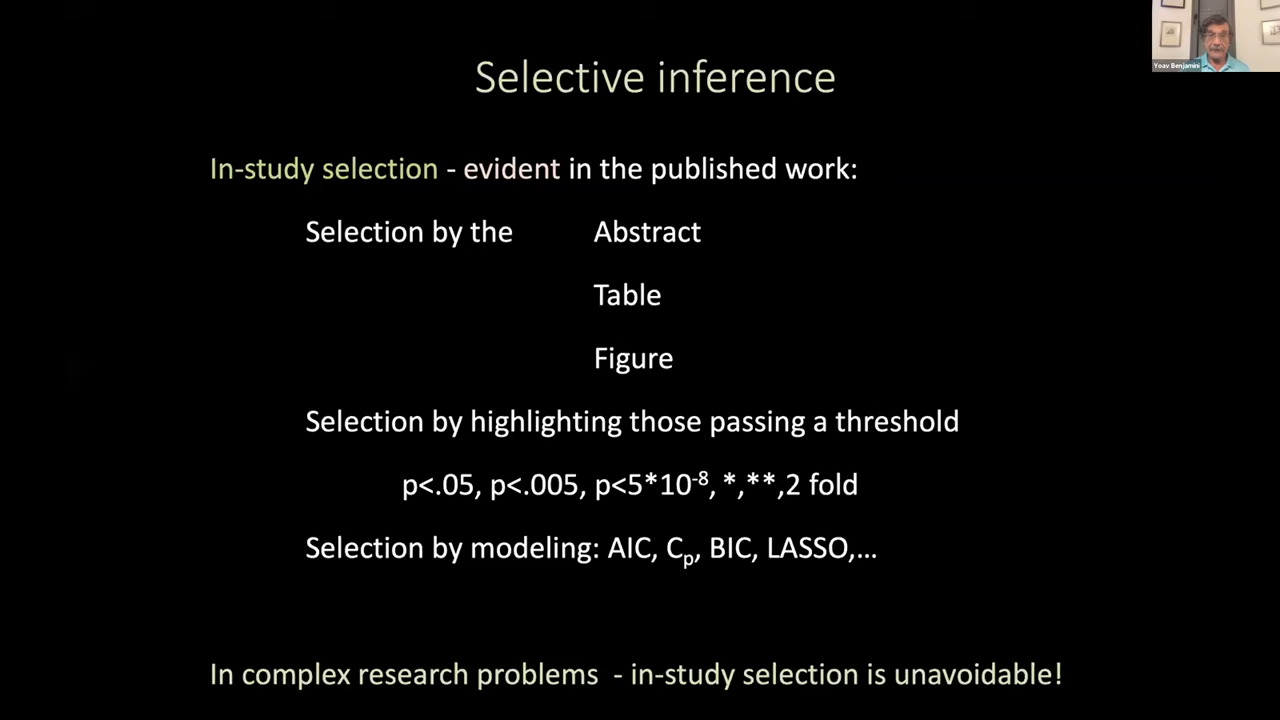 Selective inference
Yoav Benjamini
In-study selection - evident in the published work:
Selection by the Abstract
Table
Figure
Selection by highlighting those passing a threshold
p<.05, p<.005, p<5*10⁻⁸, *,**,2 fold
Selection by modeling: AIC, Cₚ, BIC, LASSO,...
In complex research problems - in-study selection is unavoidable!